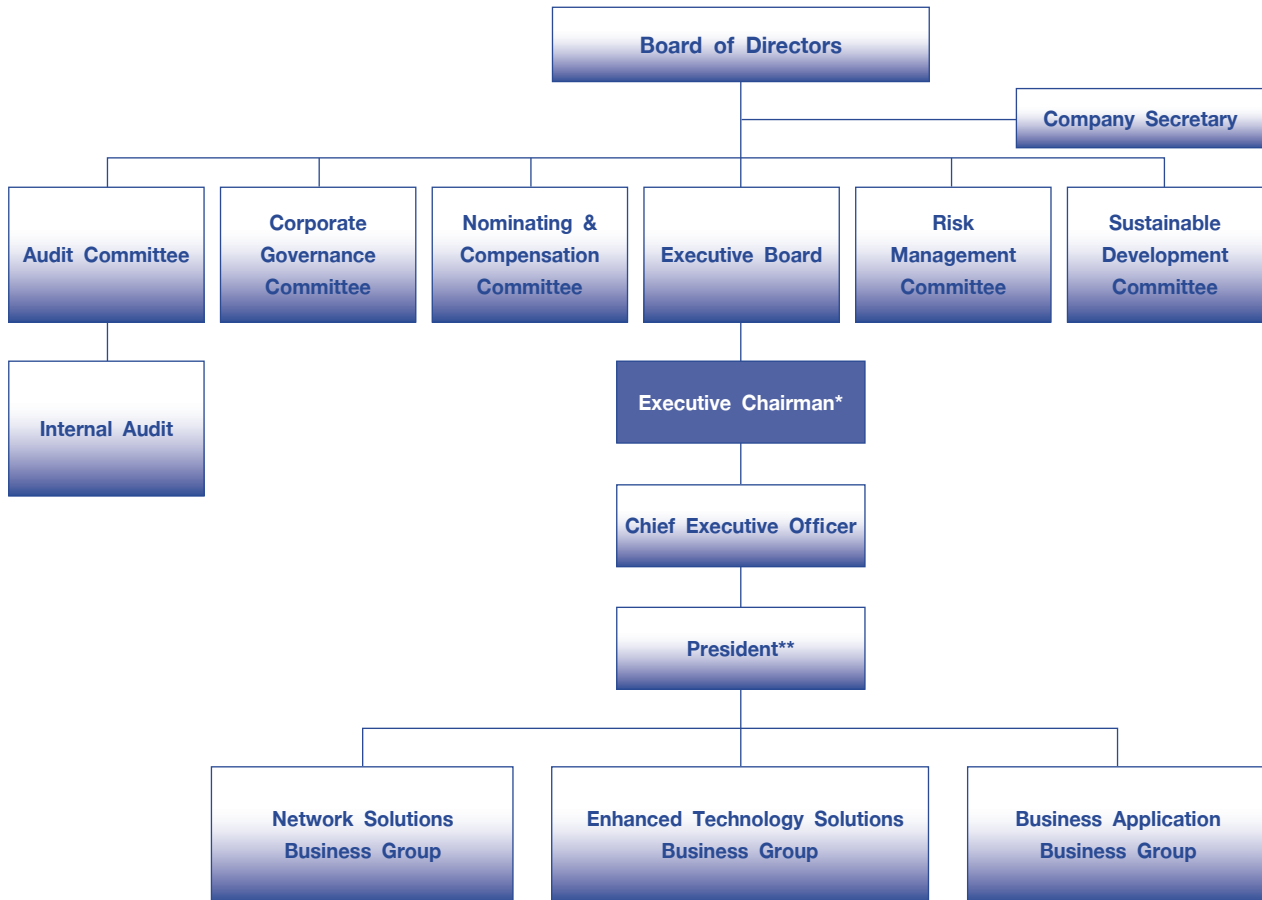 Board of Directors
Company Secretary
Audit Committee
Corporate
Governance
Committee
Nominating &
Compensation
Committee
Executive Board
Risk
Management
Committee
Sustainable
Development
Committee
Internal Audit
Executive Chairman*
Chief Executive Officer
President**
Network Solutions
Business Group
Enhanced Technology Solutions
Business Group
Business Application
Business Group